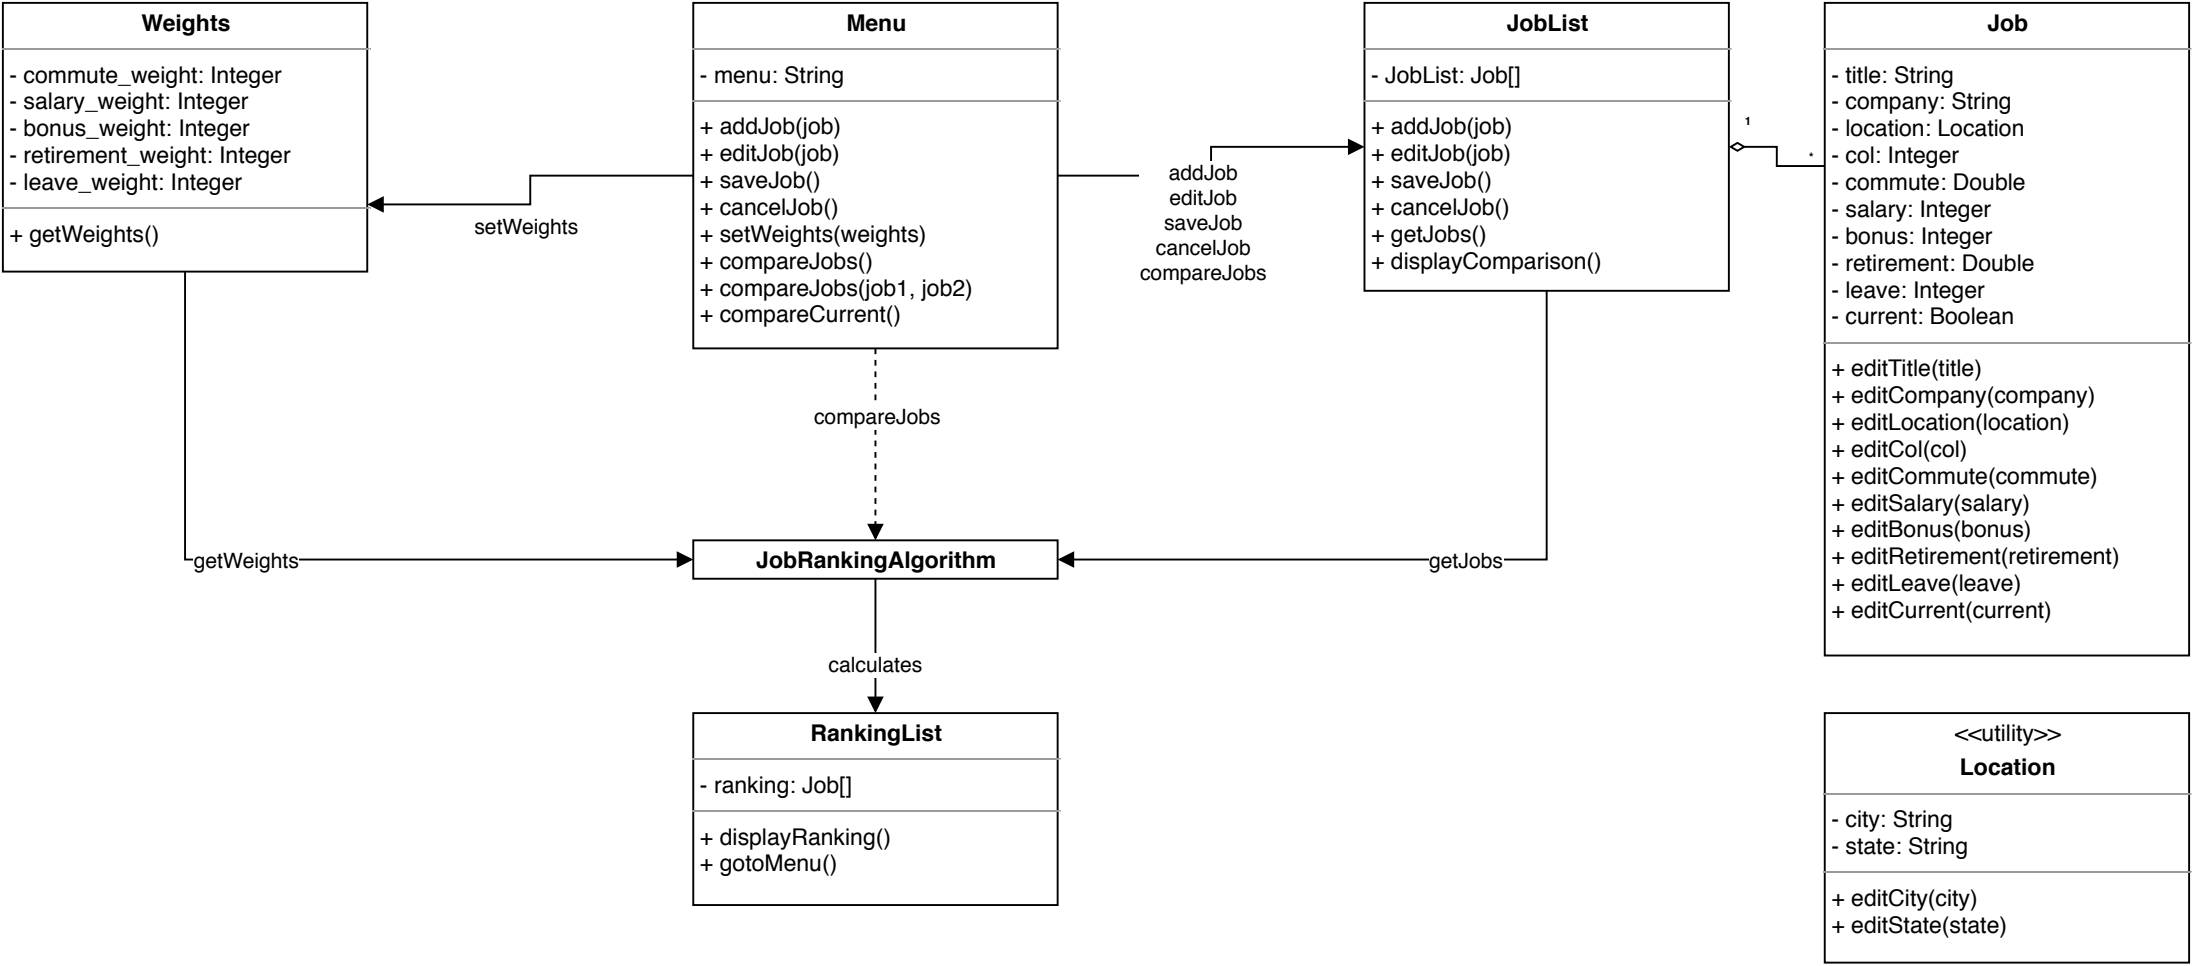 Weights
- commute_weight: Integer
- salary_weight: Integer
- bonus_weight: Integer
- retirement_weight: Integer
- leave_weight: Integer
+ getWeights()
setWeights
Menu
- menu: String
+ addJob(job)
+ editJob(job)
+ saveJob()
+ cancelJob()
+ setWeights(weights)
+ compareJobs()
+ compareJobs(job1, job2)
+ compareCurrent()
addJob
editJob
saveJob
cancelJob
compareJobs
JobList
- JobList: Job[]
+ addJob(job)
+ editJob(job)
+ saveJob()
+ cancelJob()
+ getJobs()
+ displayComparison()
1
*
Job
- title: String
- company: String
- location: Location
- col: Integer
- commute: Double
- salary: Integer
- bonus: Integer
- retirement: Double
- leave: Integer
- current: Boolean
+ editTitle(title)
+ editCompany(company)
+ editLocation(location)
+ editCol(col)
+ editCommute(commute)
+ editSalary(salary)
+ editBonus(bonus)
+ editRetirement(retirement)
+ editLeave(leave)
+ editCurrent(current)
compareJobs
getWeights
JobRankingAlgorithm
getJobs
calculates
RankingList
- ranking: Job[]
+ displayRanking()
+ gotoMenu()
<<utility>>
Location
- city: String
- state: String
+ editCity(city)
+ editState(state)